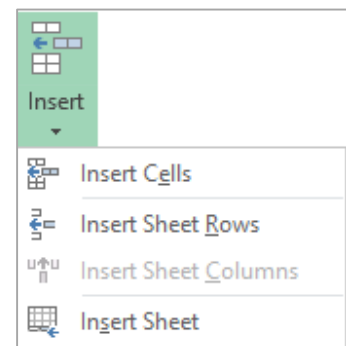 Insert
Insert Cells
Insert Sheet Rows
Insert Sheet Columns
Insert Sheet